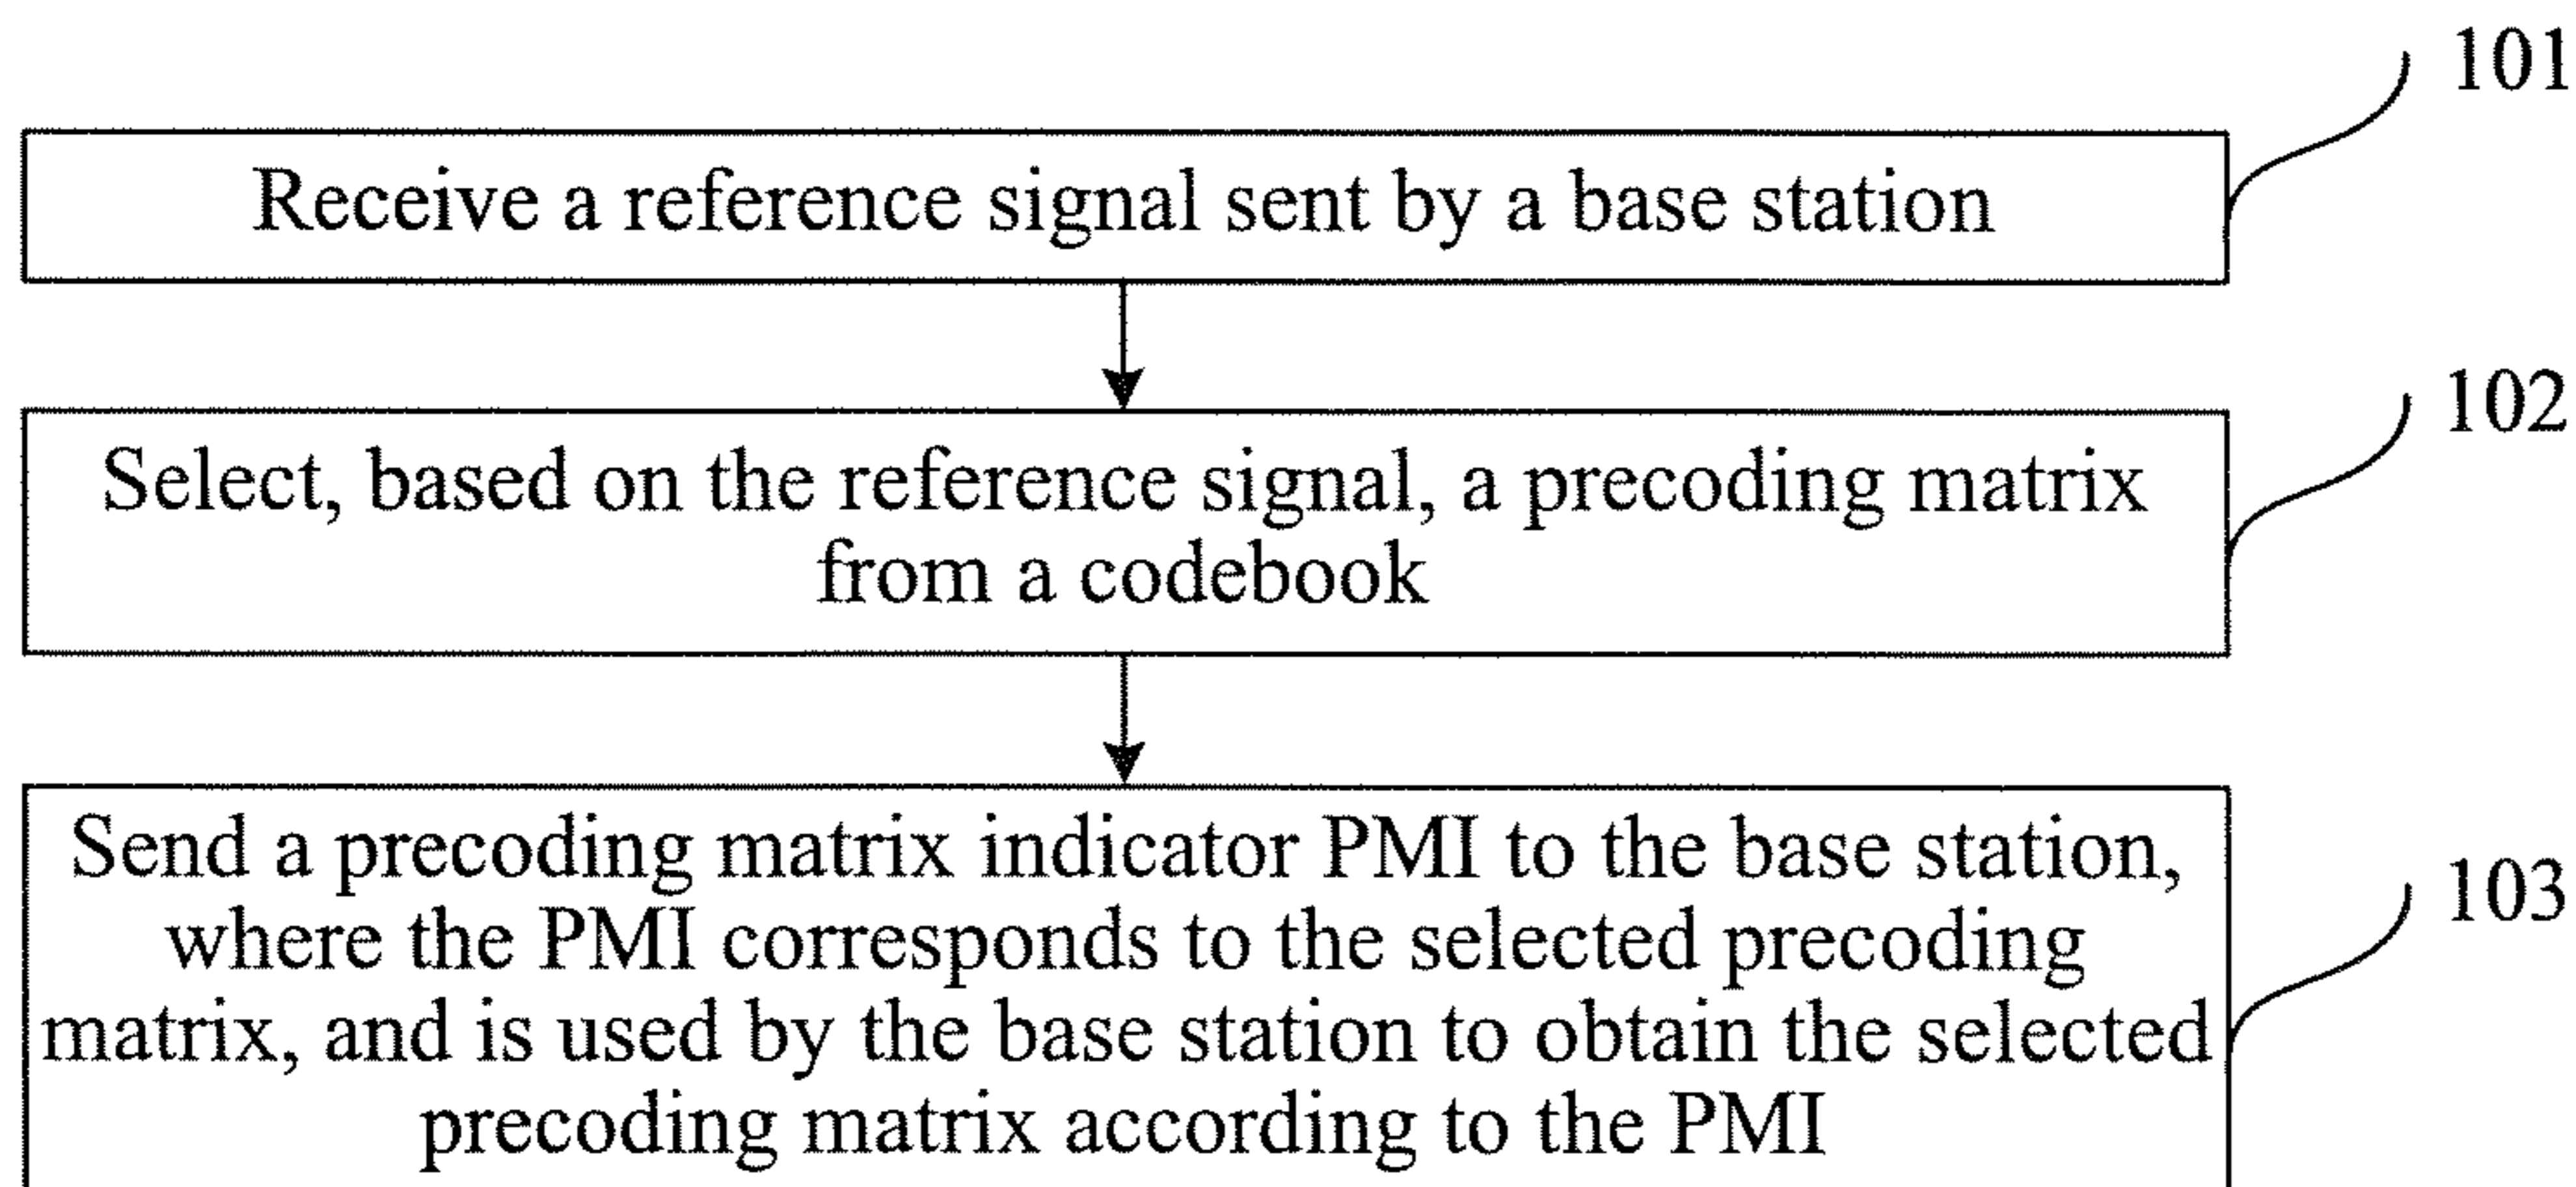 101
Receive a reference signal sent by a base station
102
Select, based on the reference signal, a precoding matrix
from a codebook
Send a precoding matrix indicator PMI to the base station,
103
where the PMI corresponds to the selected precoding
matrix, and is used by the base station to obtain the selected
precoding matrix according to the PMI